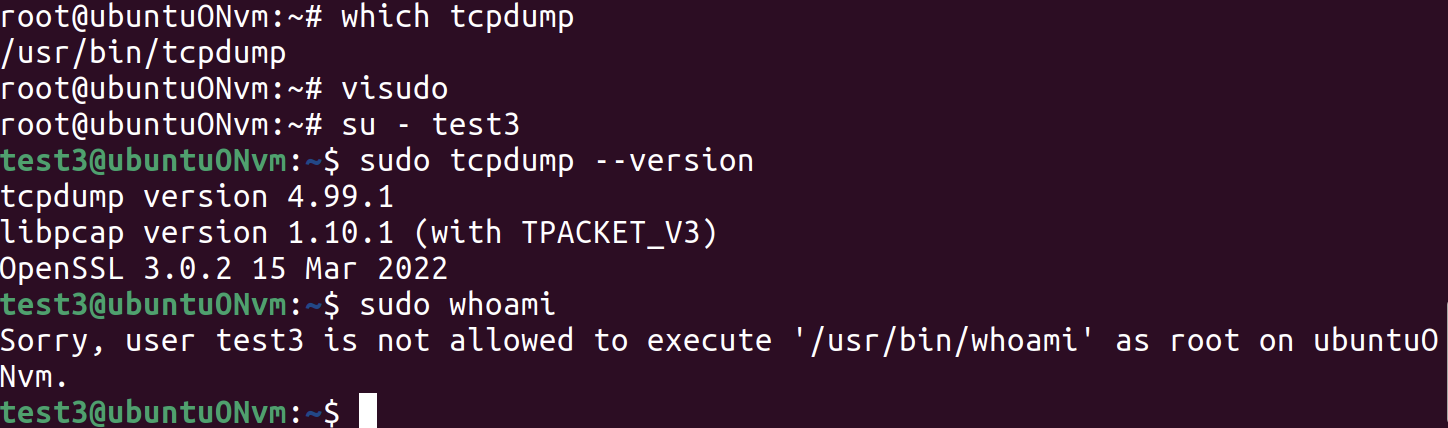 root@ubuntuONvm:~# which tcpdump
/usr/bin/tcpdump
root@ubuntuONvm:~# visudo
root@ubuntuONvm:~# su - test3
test3@ubuntuONvm:~$ sudo tcpdump --version
tcpdump version 4.99.1
libpcap version 1.10.1 (with TPACKET_V3)
OpenSSL 3.0.2 15 Mar 2022
test3@ubuntuONvm:~$ sudo whoami
Sorry, user test3 is not allowed to execute '/usr/bin/whoami' as root on ubuntuO
Nvm.
test3@ubuntuONvm:~$